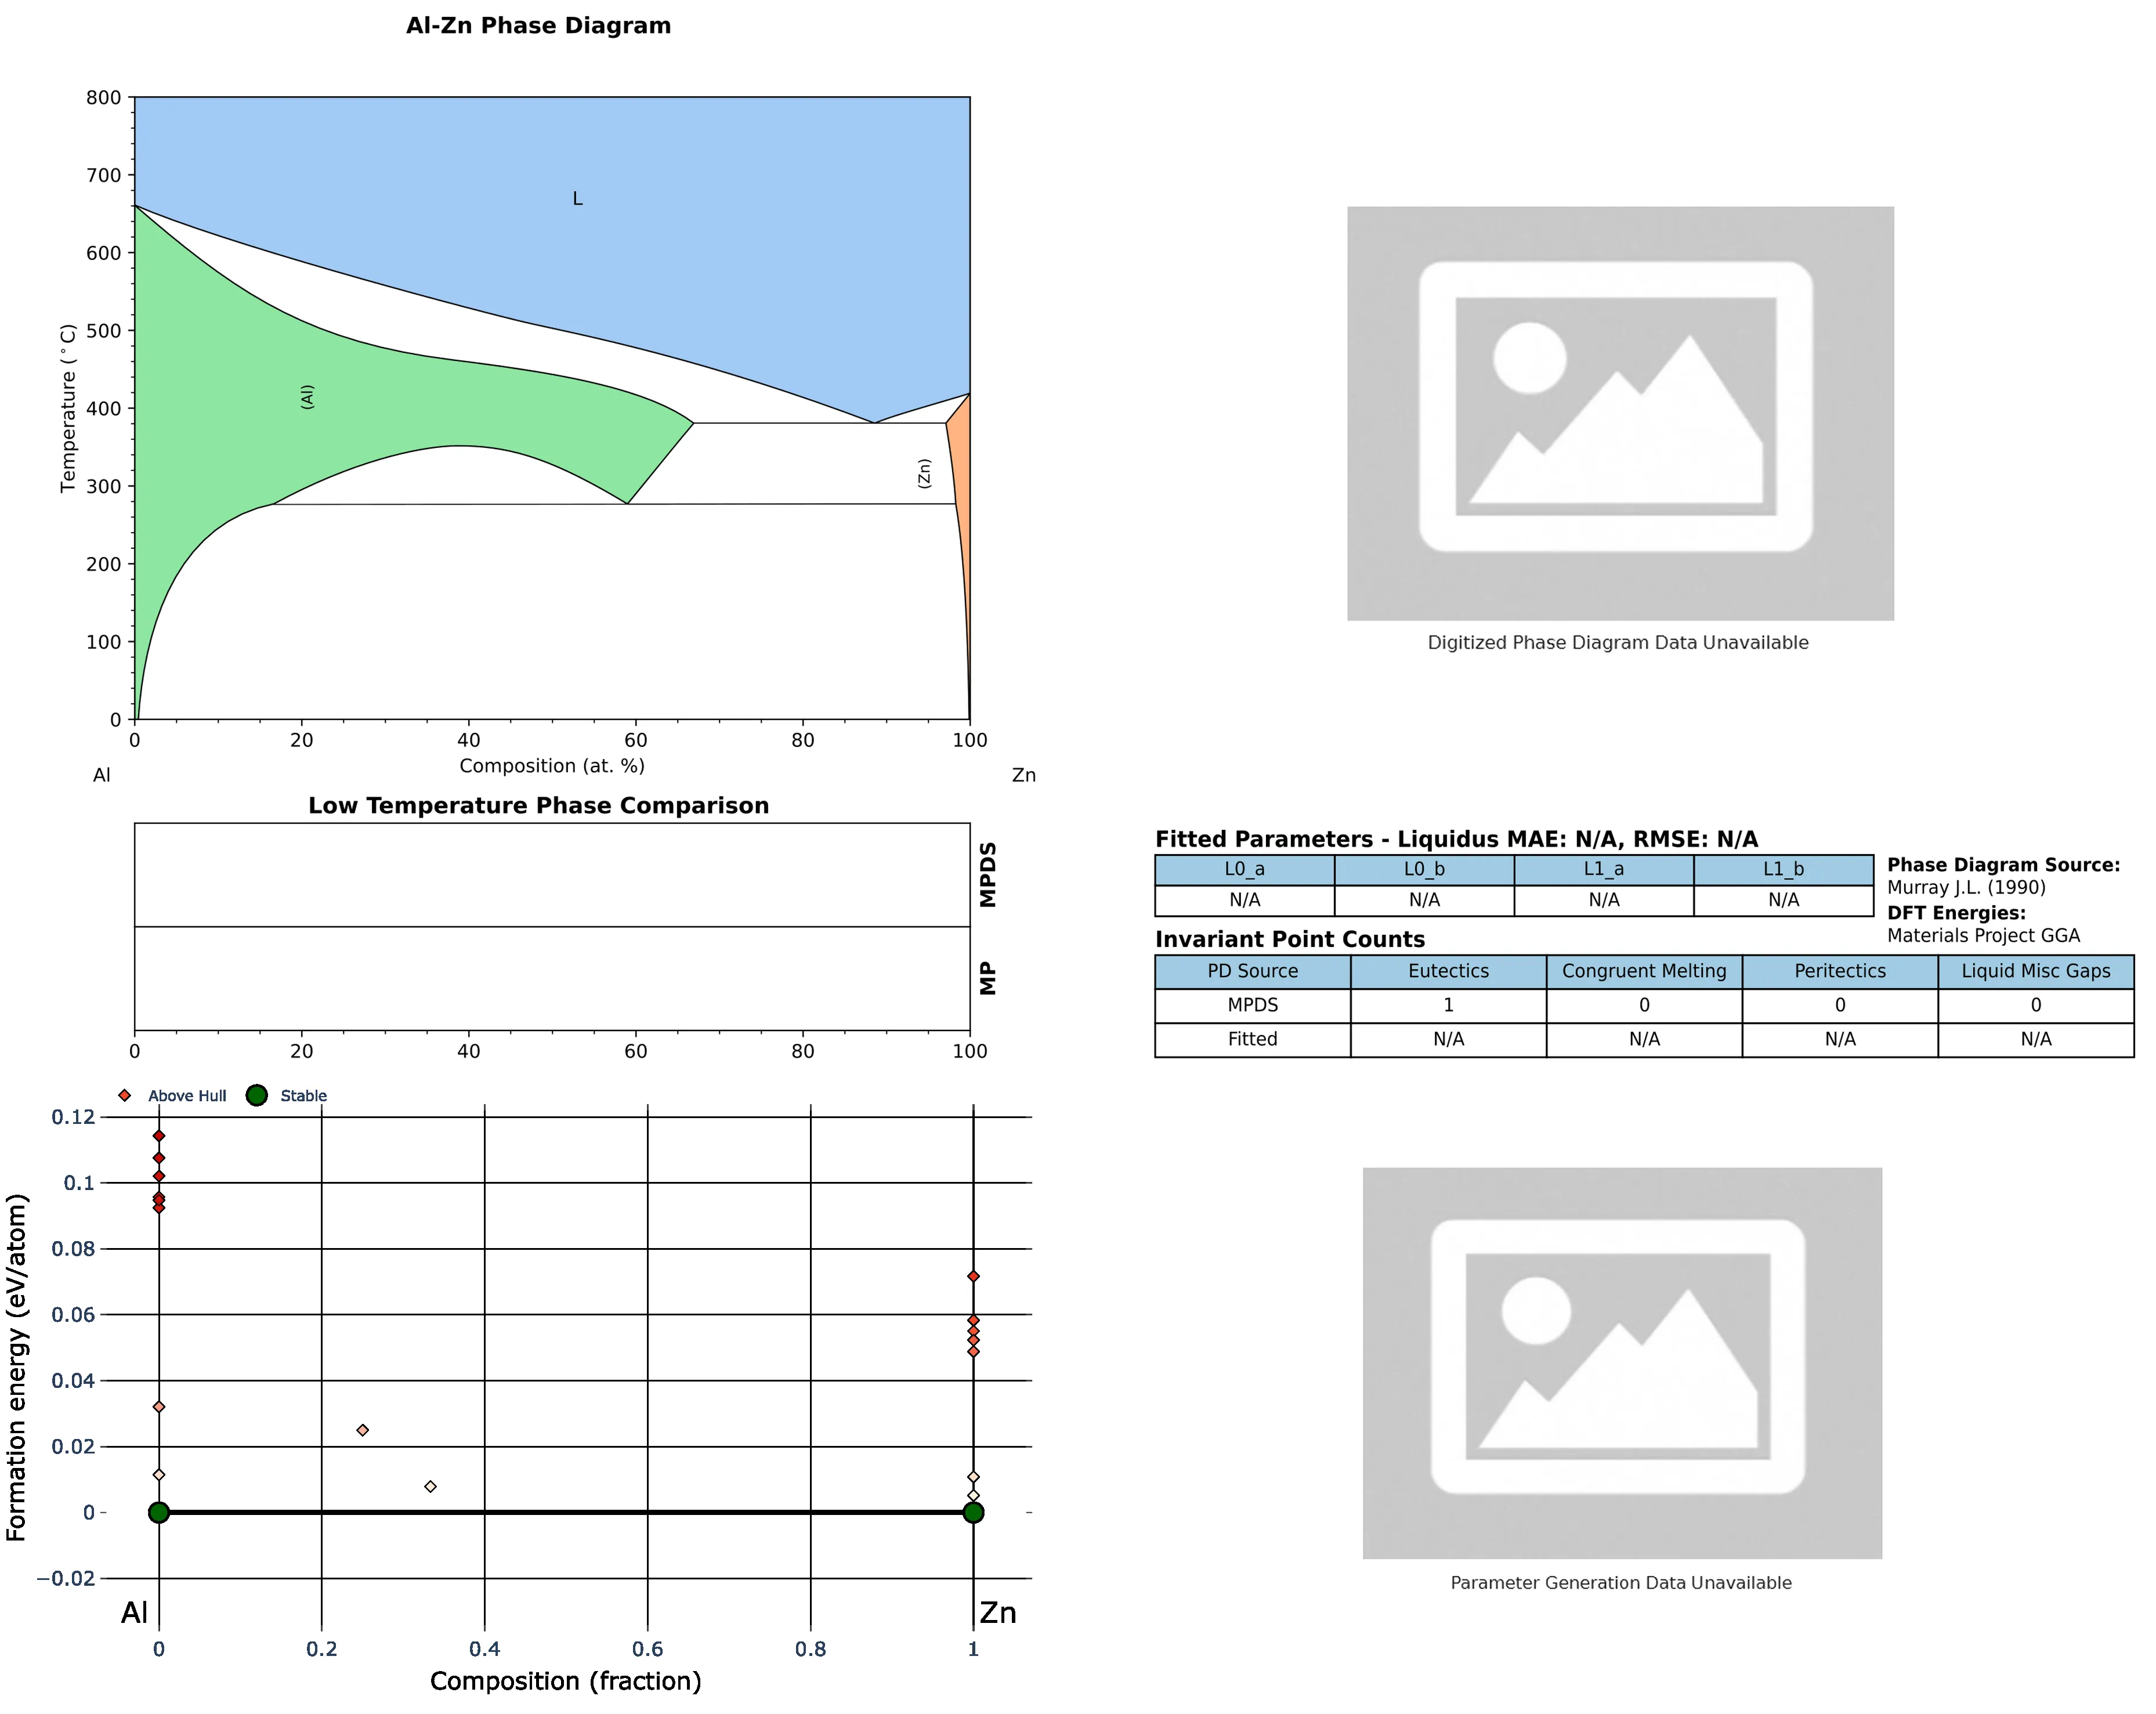 Al-Zn Phase Diagram
800
700
600
500
400
300
200
100
0
Temperature (°C)
L
(Al)
(Zn)
0 20 40 60 80 100
Composition (at. %)
Al Zn
Digitized Phase Diagram Data Unavailable
Low Temperature Phase Comparison
MPDS
MP
0 20 40 60 80 100
Fitted Parameters - Liquidus MAE: N/A, RMSE: N/A
L0_a L0_b L1_a L1_b
N/A N/A N/A N/A
Phase Diagram Source:
Murray J.L. (1990)
DFT Energies:
Materials Project GGA
Invariant Point Counts
PD Source Eutectics Congruent Melting Peritectics Liquid Misc Gaps
MPDS 1 0 0 0
Fitted N/A N/A N/A N/A
Above Hull Stable
0.12
0.1
0.08
0.06
0.04
0.02
0
−0.02
Formation energy (eV/atom)
Al Zn
0 0.2 0.4 0.6 0.8 1
Composition (fraction)
Parameter Generation Data Unavailable